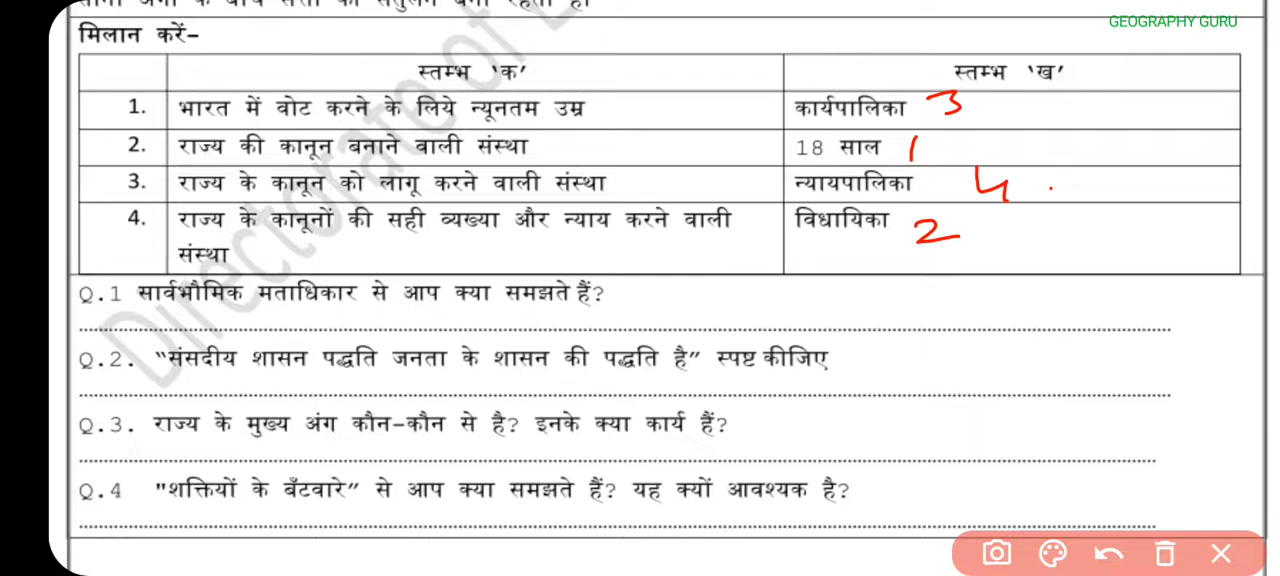 GEOGRAPHY GURU
मिलान करें-
स्तम्भ 'क' स्तम्भ 'ख'
1. भारत में वोट करने के लिये न्यूनतम उम्र कार्यपालिका 3
2. राज्य की कानून बनाने वाली संस्था 18 साल 1
3. राज्य के कानून को लागू करने वाली संस्था न्यायपालिका 4
4. राज्य के कानूनों की सही व्यख्या और न्याय करने वाली विधायिका 2
संस्था
Q.1 सार्वभौमिक मताधिकार से आप क्या समझते हैं?
Q.2. "संसदीय शासन पद्धति जनता के शासन की पद्धति है" स्पष्ट कीजिए
Q.3. राज्य के मुख्य अंग कौन-कौन से है? इनके क्या कार्य हैं?
Q.4 "शक्तियों के बँटवारे" से आप क्या समझते हैं? यह क्यों आवश्यक है?
Directorate of